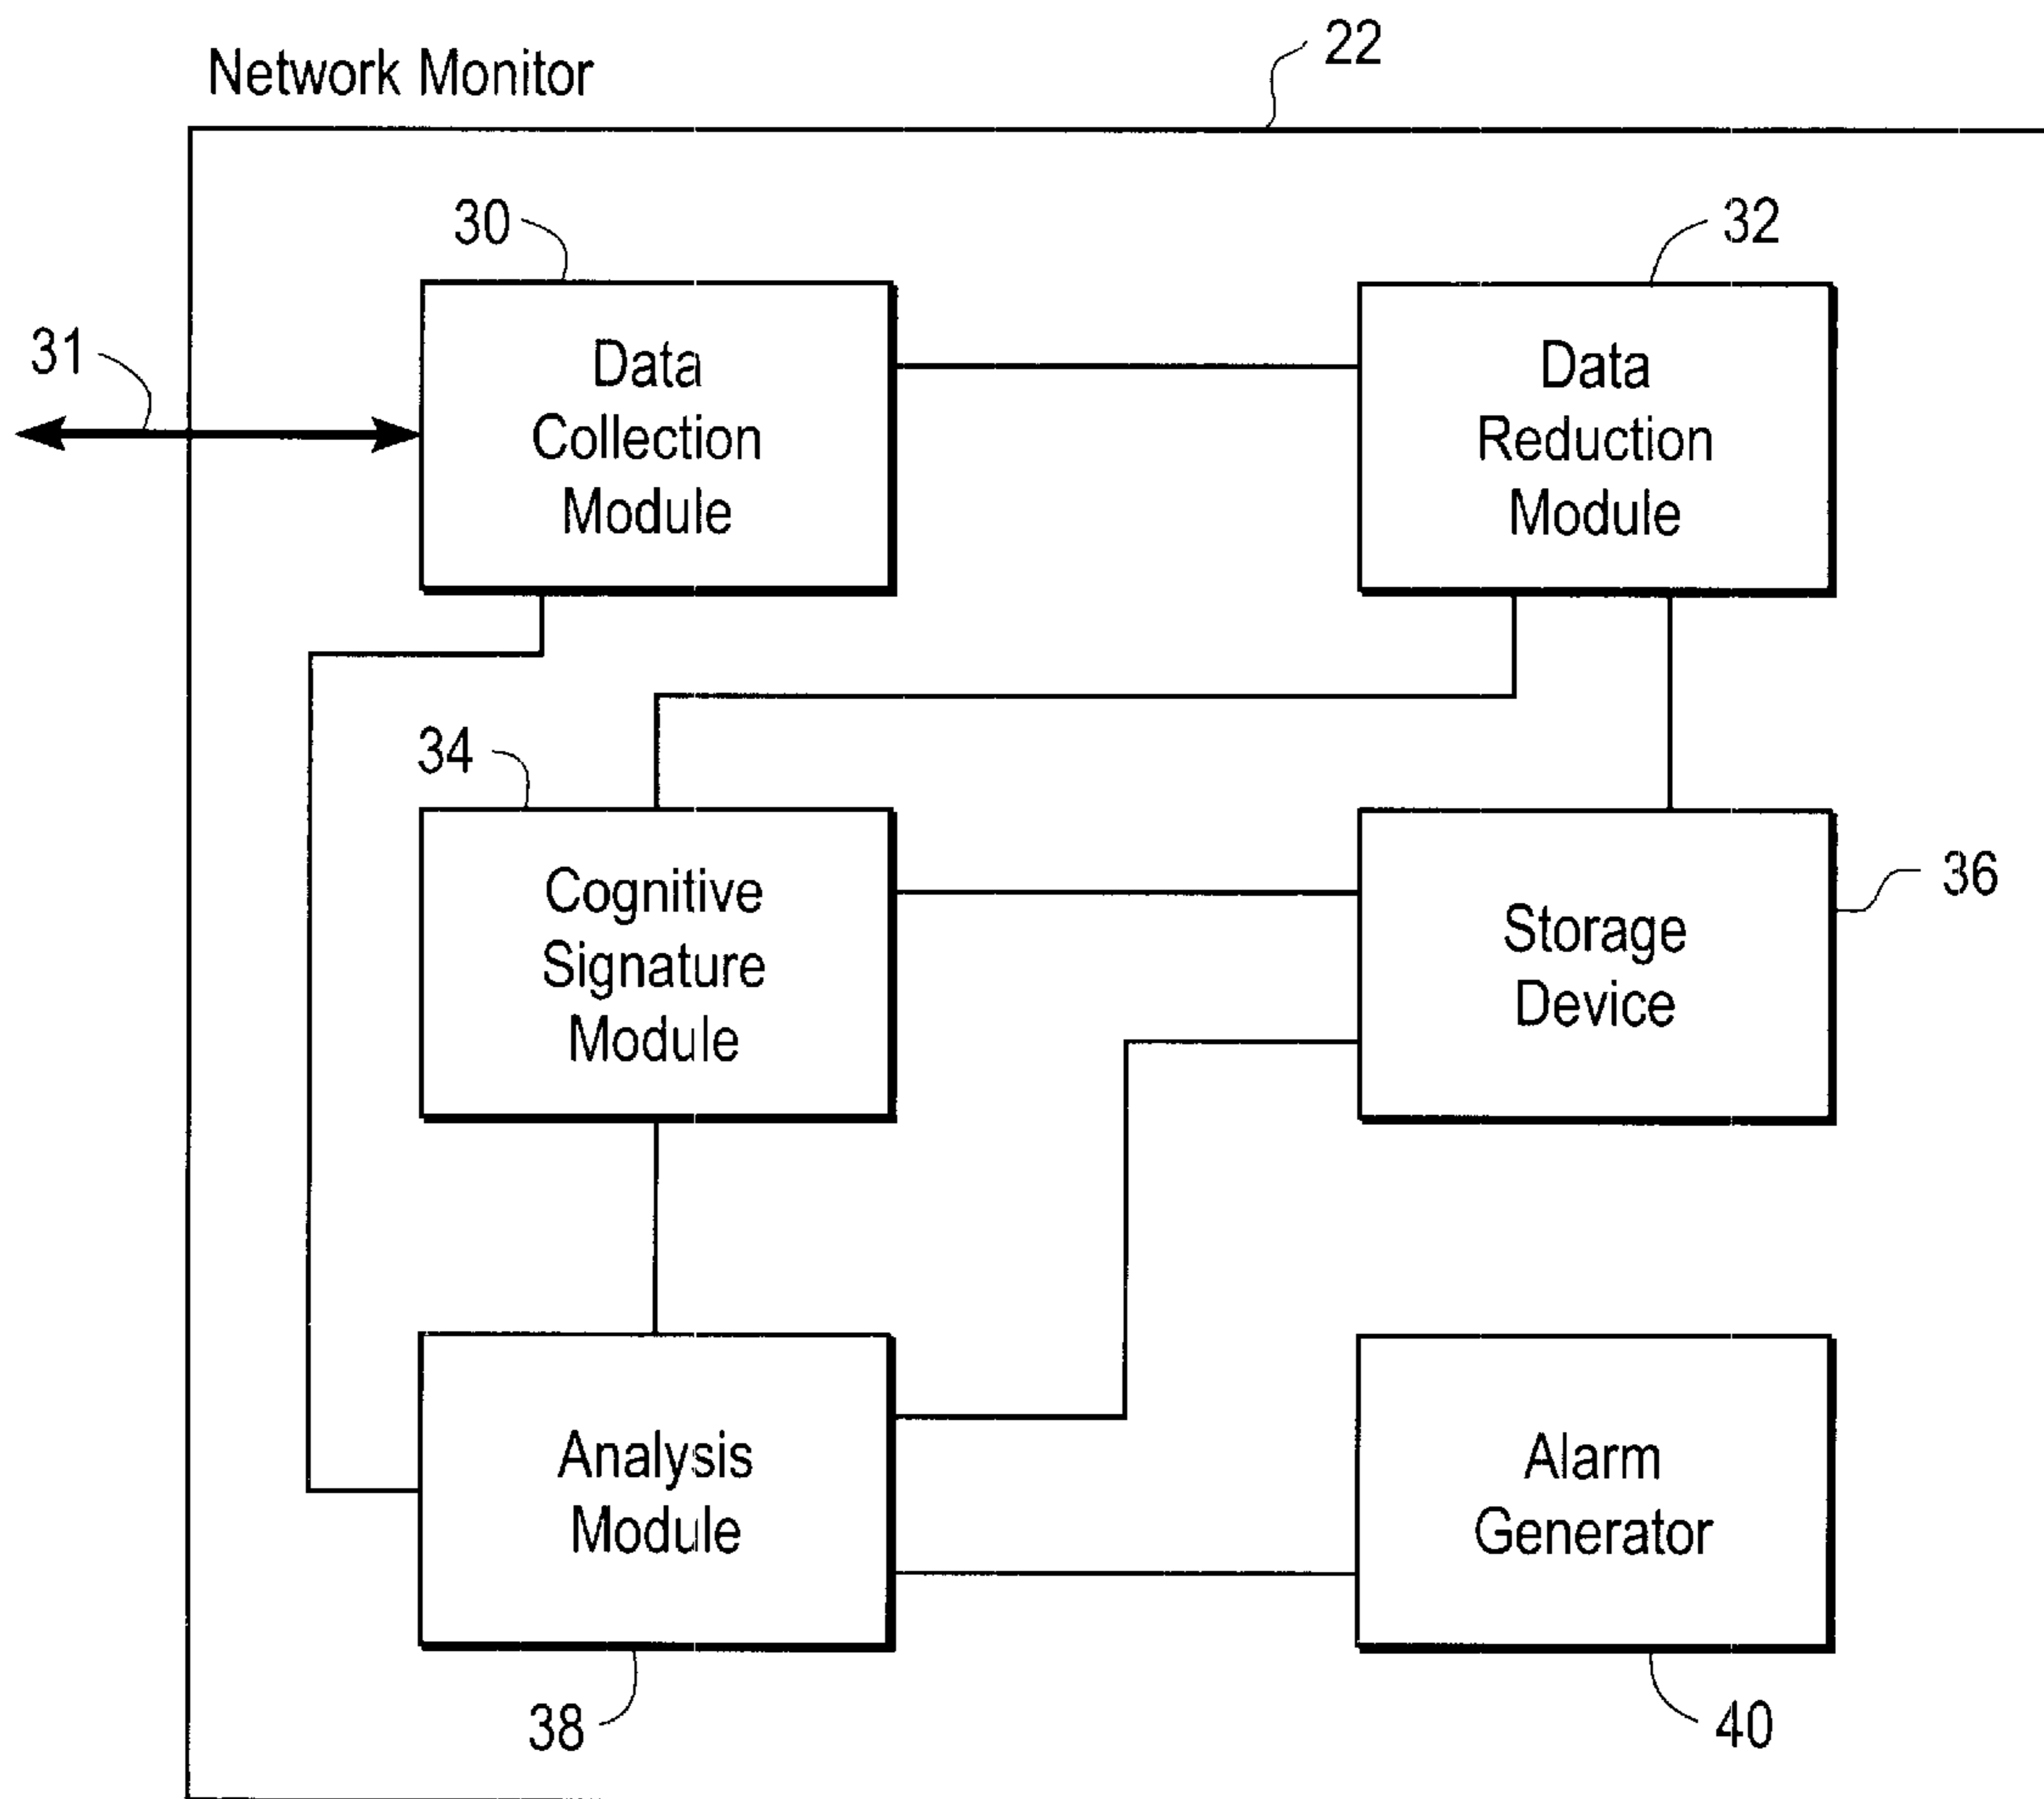 Network Monitor
22
30
32
31
Data
Collection
Module
Data
Reduction
Module
34
Cognitive
Signature
Module
Storage
Device
36
Analysis
Module
Alarm
Generator
38
40